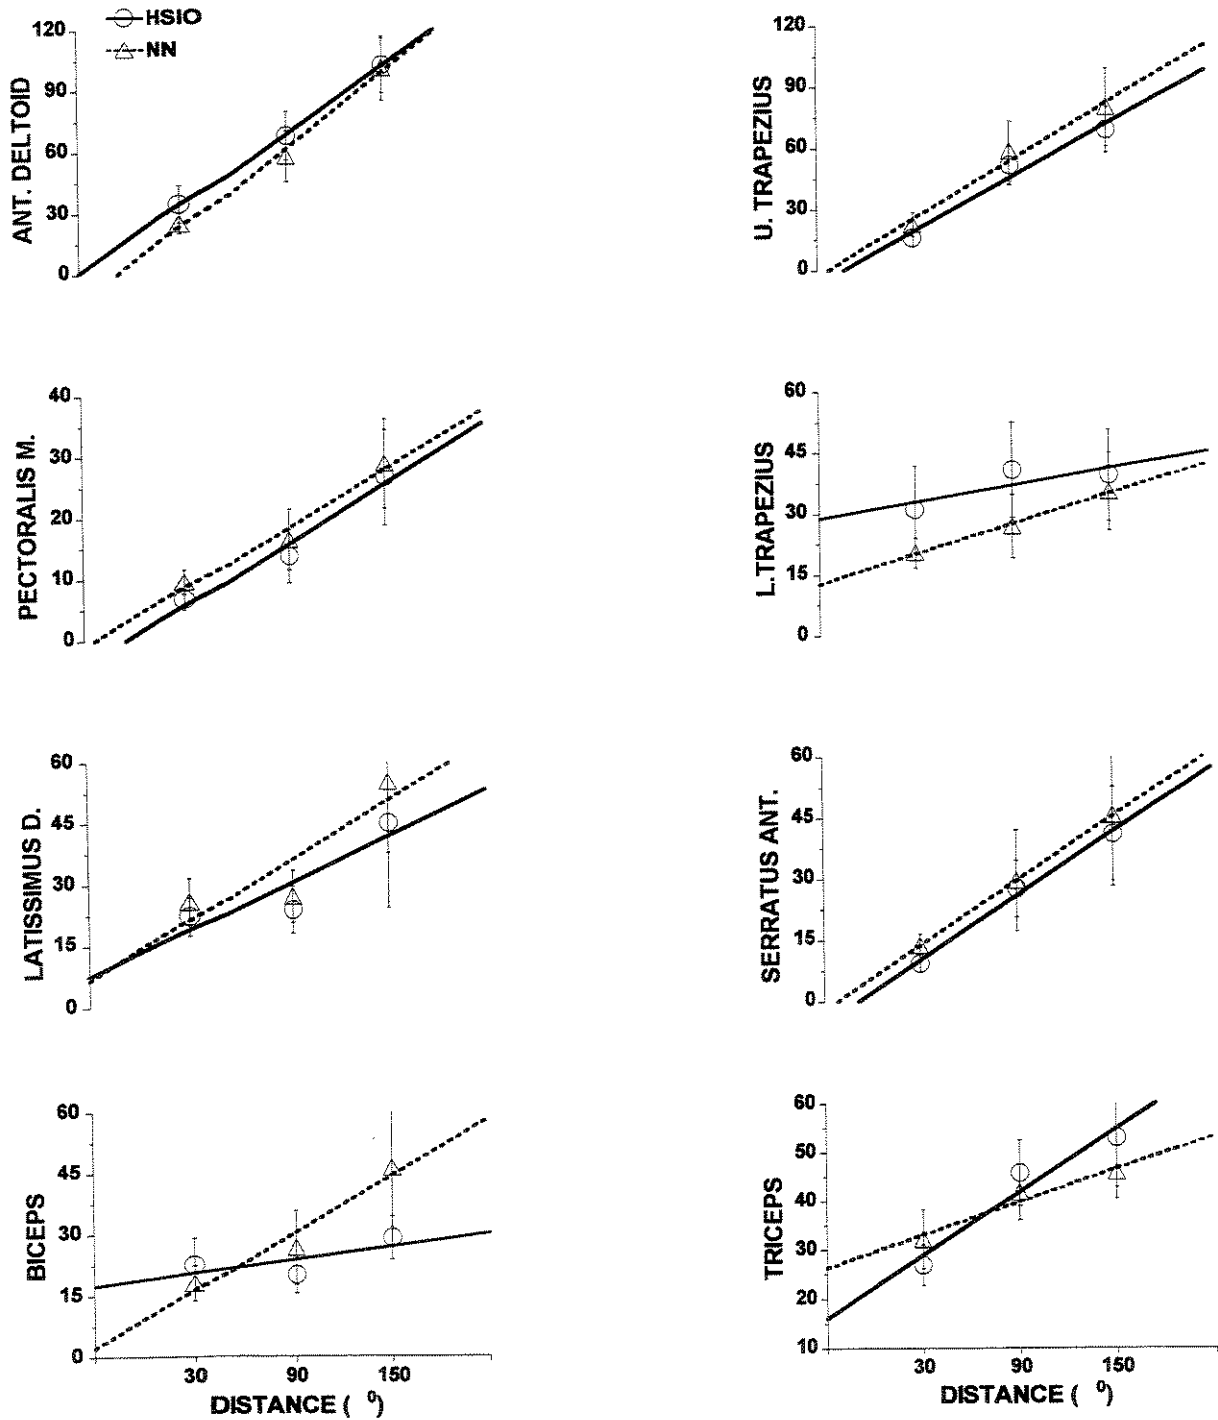 HSIO
NN
120
90
60
30
0
ANT. DELTOID
120
90
60
30
0
U. TRAPEZIUS
40
30
20
10
0
PECTORALIS M.
60
45
30
15
0
L.TRAPEZIUS
60
45
30
15
0
LATISSIMUS D.
60
45
30
15
0
SERRATUS ANT.
60
45
30
15
0
BICEPS
30 90 150
DISTANCE ( 0)
60
50
40
30
20
10
TRICEPS
30 90 150
DISTANCE ( 0)